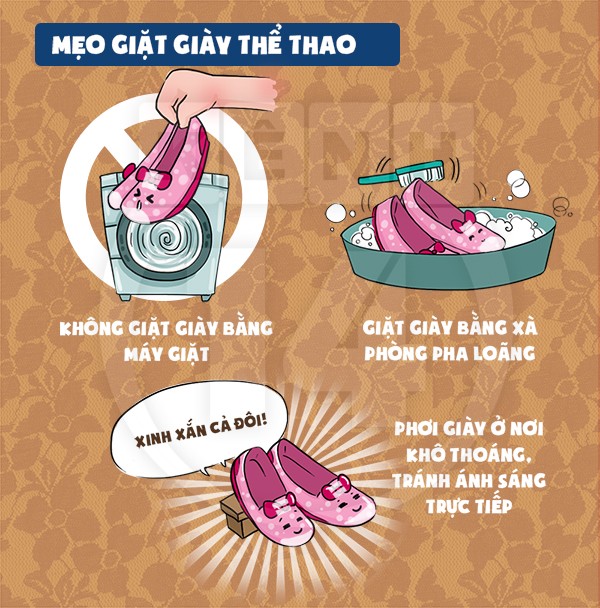 MẸO GIẶT GIÀY THỂ THAO
KHÔNG GIẶT GIÀY BẰNG
MÁY GIẶT
GIẶT GIÀY BẰNG XÀ
PHÒNG PHA LOÃNG
XINH XẮN CẢ ĐÔI!
PHƠI GIÀY Ở NƠI
KHÔ THOÁNG,
TRÁNH ÁNH SÁNG
TRỰC TIẾP